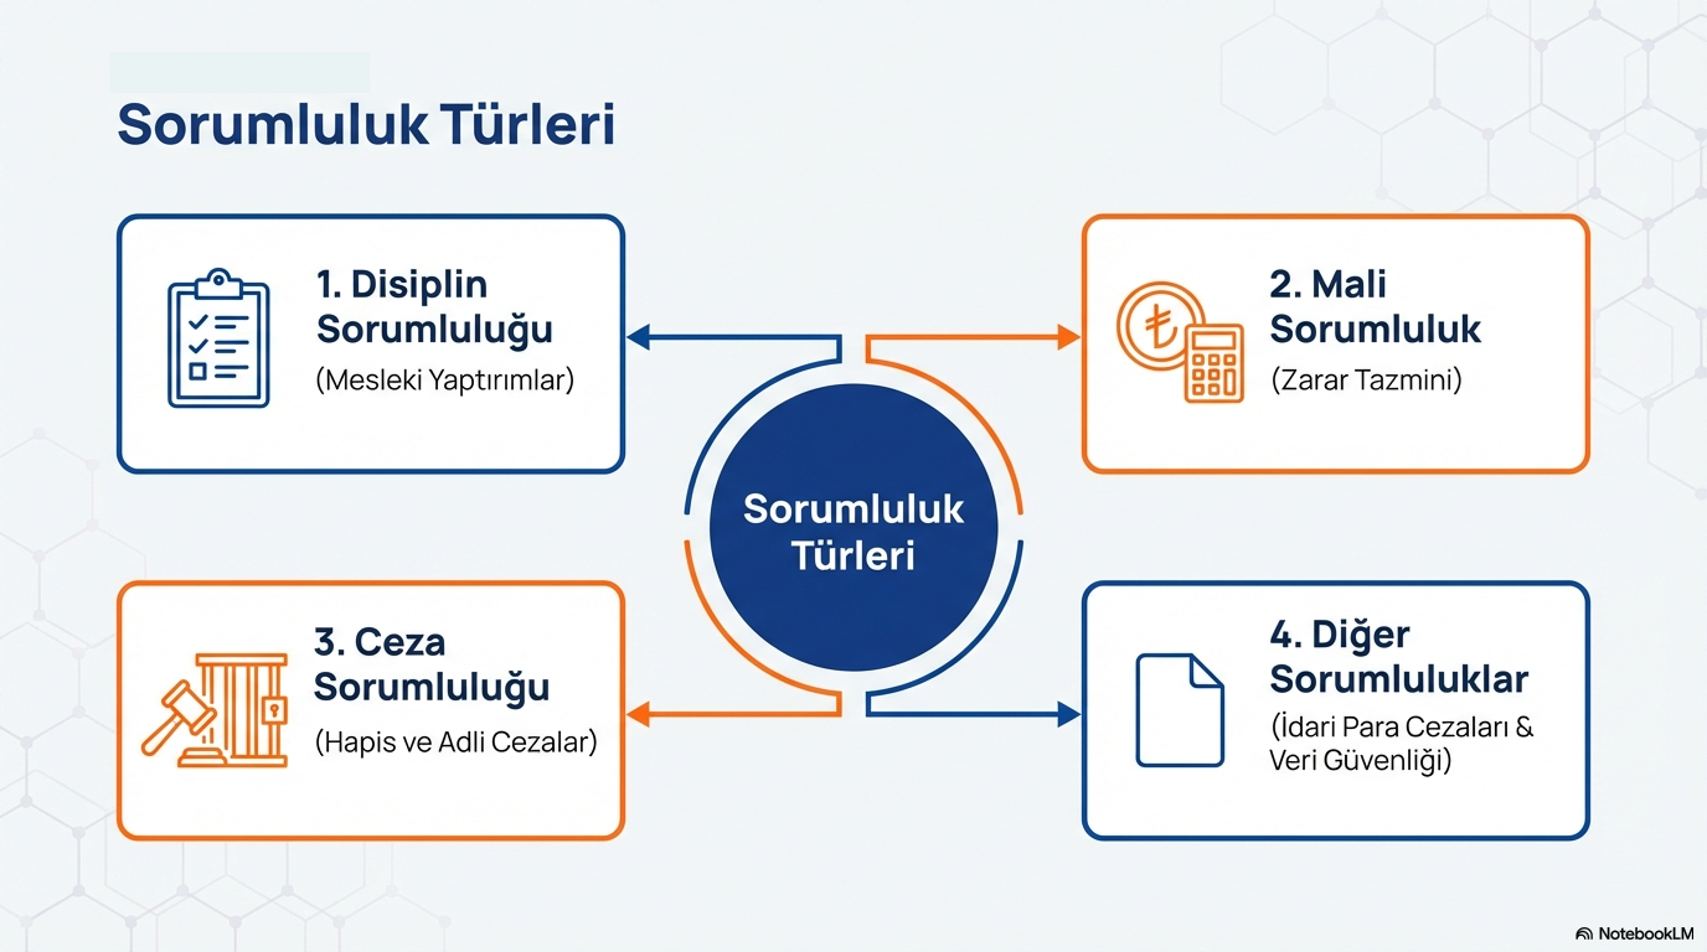 Sorumluluk Türleri
1. Disiplin
Sorumluluğu
(Mesleki Yaptırımlar)
2. Mali
Sorumluluk
(Zarar Tazmini)
Sorumluluk
Türleri
3. Ceza
Sorumluluğu
(Hapis ve Adli Cezalar)
4. Diğer
Sorumluluklar
(İdari Para Cezaları &
Veri Güvenliği)
NotebookLM